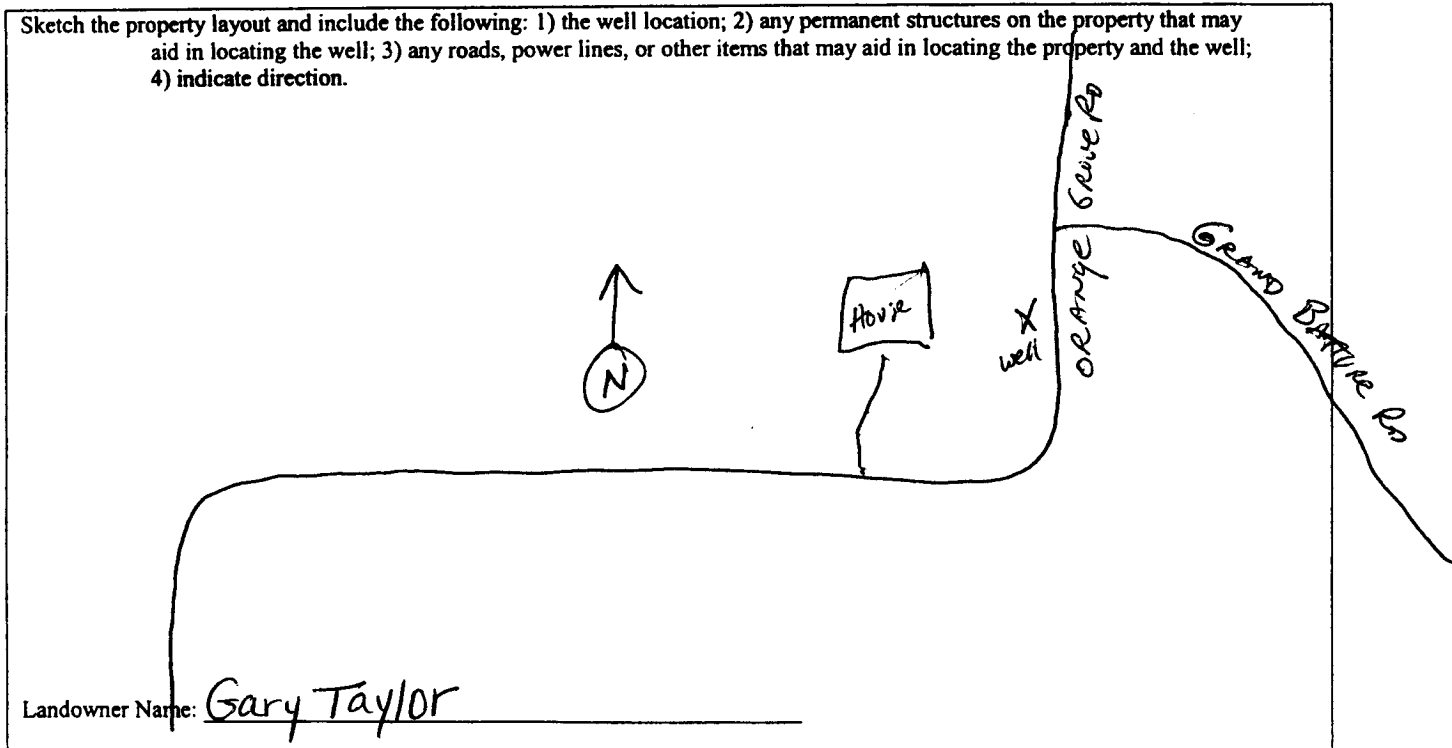 Sketch the property layout and include the following: 1) the well location; 2) any permanent structures on the property that may
aid in locating the well; 3) any roads, power lines, or other items that may aid in locating the property and the well;
4) indicate direction.
ORANGE GROVE RD
GRAND BATTURE RD
House
X
well
N
Landowner Name: Gary Taylor